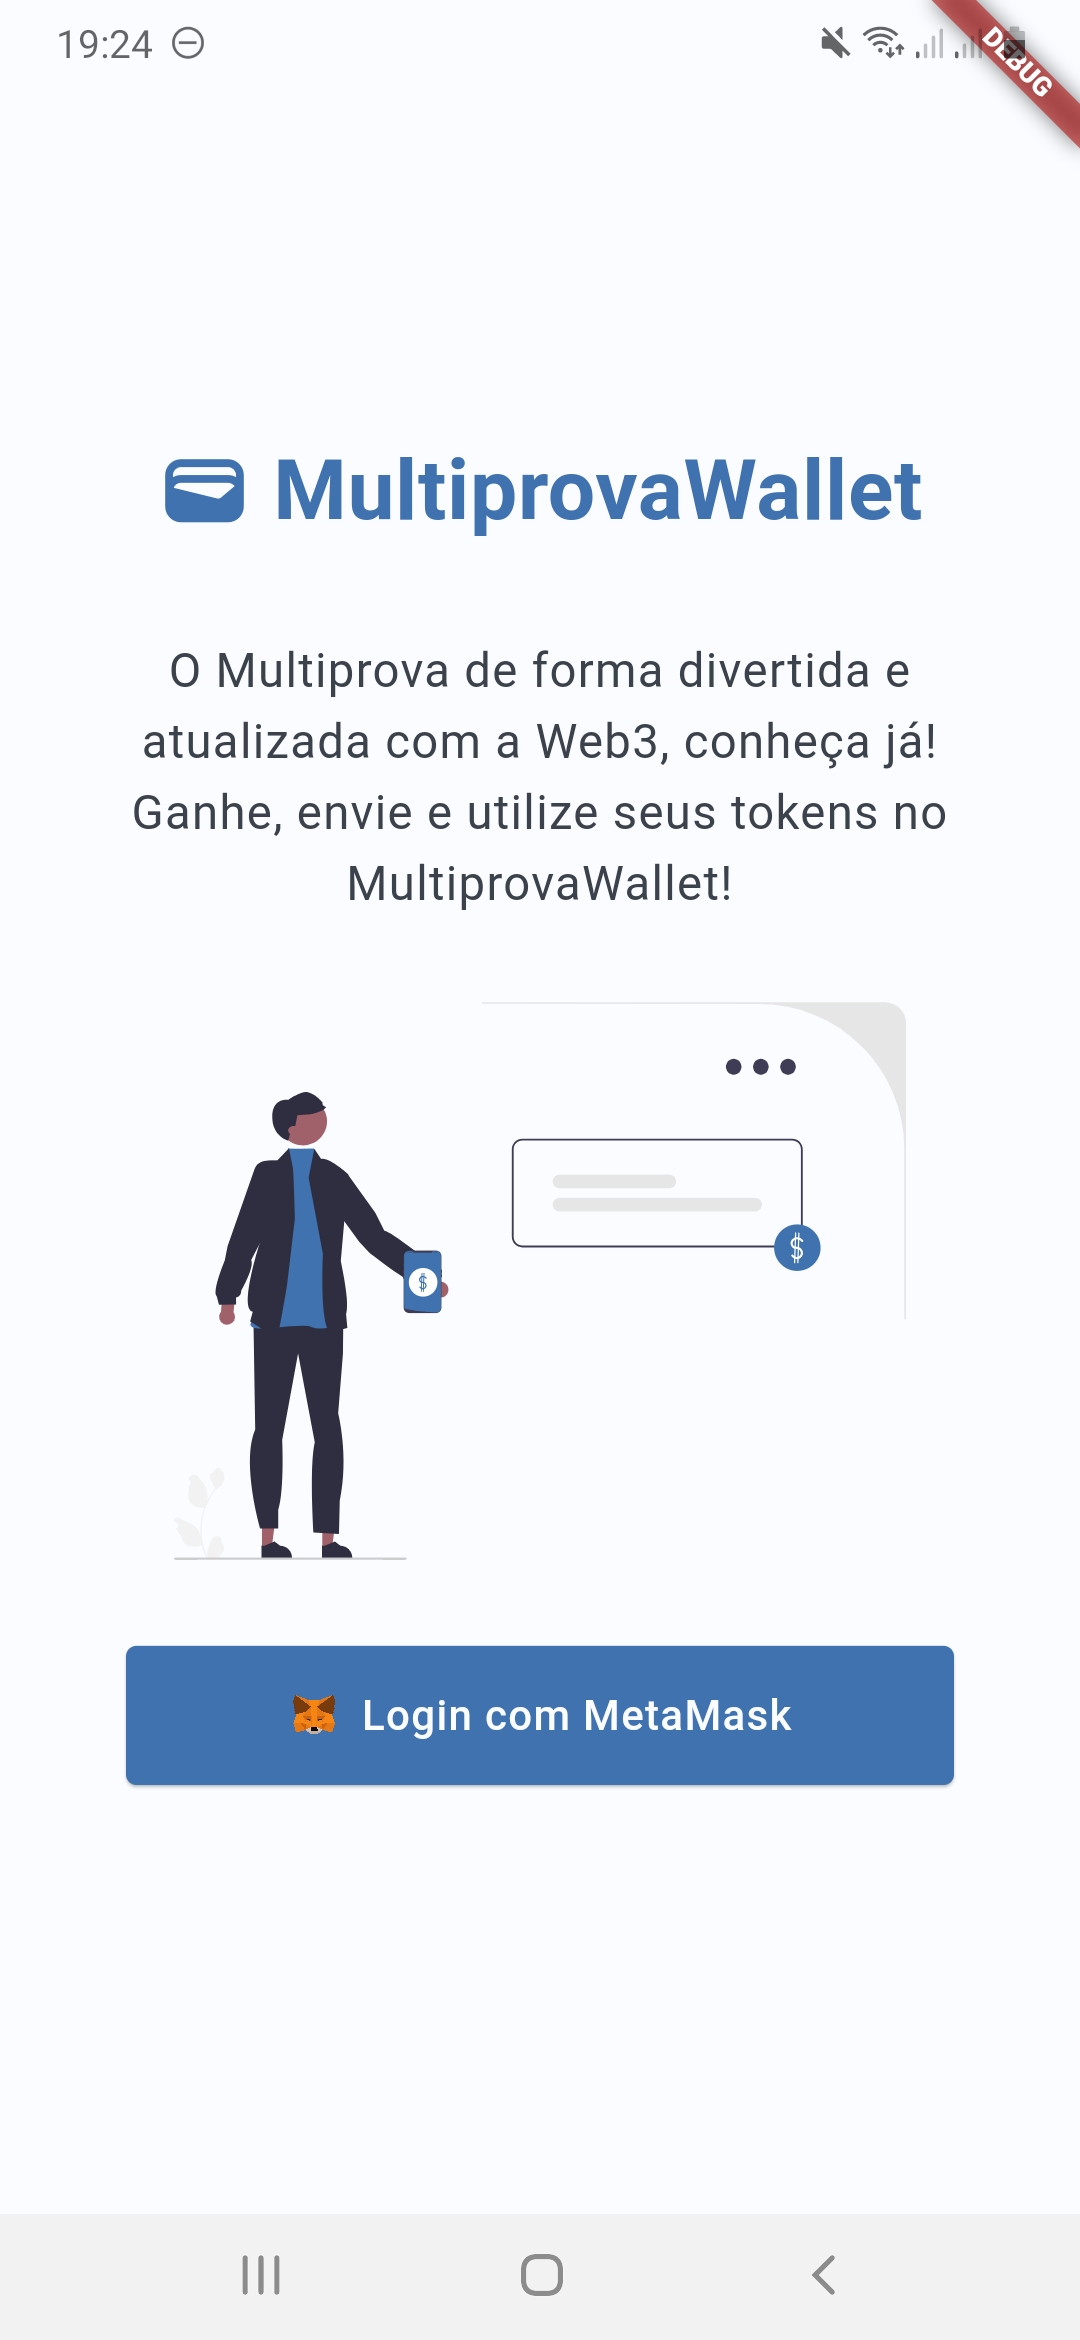 19:24
DEBUG
MultiprovaWallet
O Multiprova de forma divertida e
atualizada com a Web3, conheça já!
Ganhe, envie e utilize seus tokens no
MultiprovaWallet!
$
$
Login com MetaMask